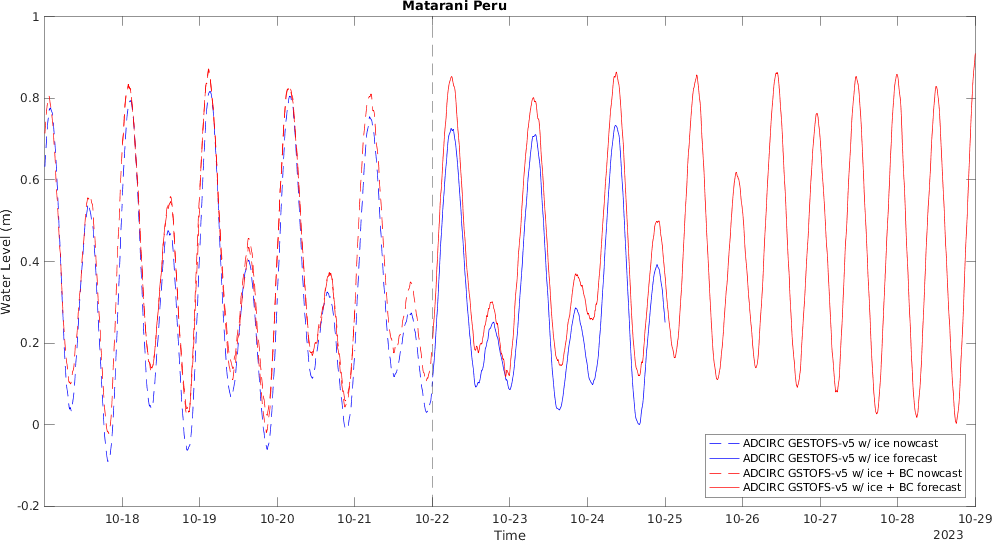 Matarani Peru
1
0.8
0.6
0.4
0.2
0
-0.2
Water Level (m)
ADCIRC GESTOFS-v5 w/ ice nowcast
ADCIRC GESTOFS-v5 w/ ice forecast
ADCIRC GSTOFS-v5 w/ ice + BC nowcast
ADCIRC GSTOFS-v5 w/ ice + BC forecast
10-18 10-19 10-20 10-21 10-22 10-23 10-24 10-25 10-26 10-27 10-28 10-29
Time
2023